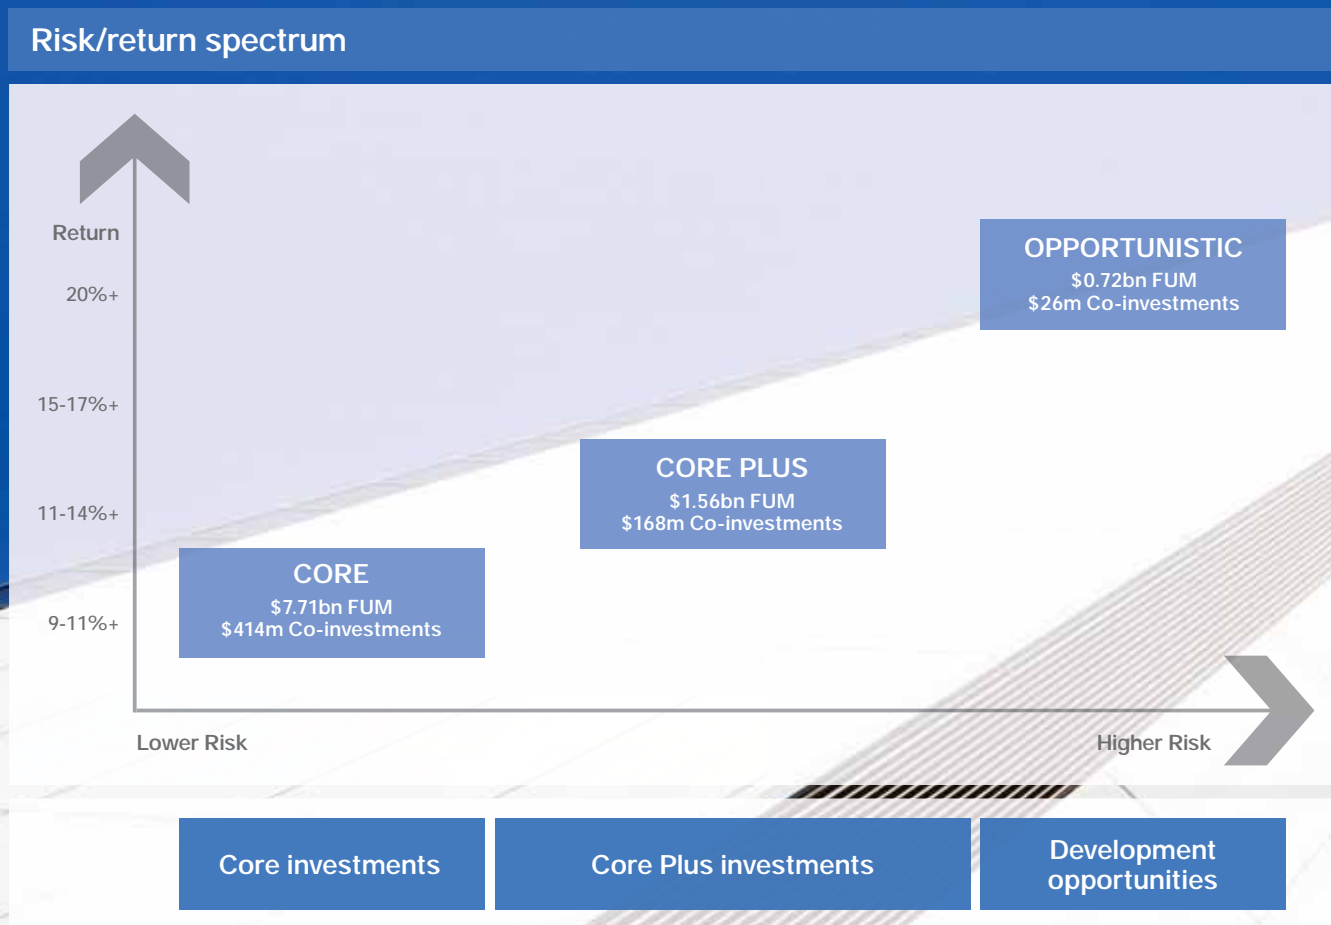 Risk/return spectrum
Return
20%+
15-17%+
11-14%+
9-11%+
OPPORTUNISTIC
$0.72bn FUM
$26m Co-investments
CORE PLUS
$1.56bn FUM
$168m Co-investments
CORE
$7.71bn FUM
$414m Co-investments
Lower Risk
Higher Risk
Core investments
Core Plus investments
Development
opportunities